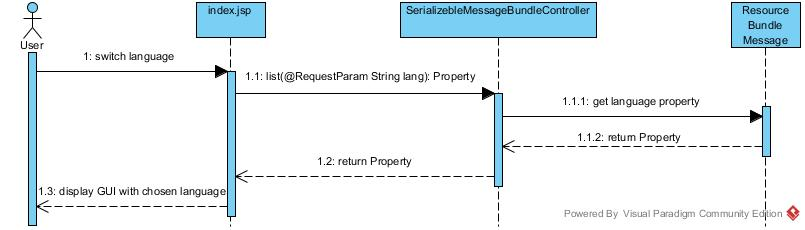 index.jsp
SerializebleMessageBundleController
Resource
Bundle
Message
User
1: switch language
1.1: list(@RequestParam String lang): Property
1.1.1: get language property
1.1.2: return Property
1.2: return Property
1.3: display GUI with chosen language
Powered By Visual Paradigm Community Edition